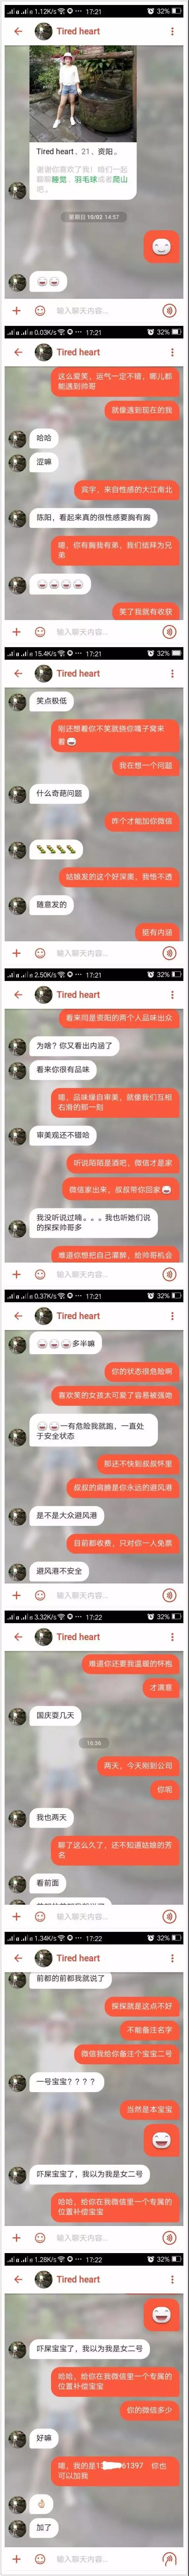 1.12K/s 17:21 32%
Tired heart
Tired heart、21、资阳。
谢谢你喜欢了我！咱们一起
聊聊睡觉、羽毛球或者爬山
吧。
星期日 10/02 14:57
输入聊天内容...
0.03K/s 17:21 32%
Tired heart
这么爱笑，运气一定不错，哪儿都
能遇到帅哥
就像遇到现在的我
哈哈
涩嘛
宾宇，来自性感的大江南北
陈阳，看起来真的很性感要胸有胸
嗯，你有胸我有弟，我们结拜为兄
弟
笑了我就有收获
输入聊天内容...
15.4K/s 17:21 32%
Tired heart
笑点极低
刚还想着你不笑就挠你嘎子窝来
着
我在想一个问题
什么奇葩问题
咋个才能加你微信
姑娘发的这个好深奥，我悟不透
随意发的
挺有内涵
输入聊天内容...
2.50K/s 17:21 32%
Tired heart
看来同是资阳的两个人品味出众
为啥？你又看出内涵了
看来你很有品味
嗯，品味缘自审美，就像我们互相
右滑的那一刻
审美观还不错哈
听说陌陌是酒吧，微信才是家
微信家出来，叔叔带你回家
我没听说过喃。。。我也听她们说
的探探帅哥多
难道你想把自己灌醉，给帅哥机会
输入聊天内容...
0.37K/s 17:21 32%
Tired heart
多半嘛
你的状态很危险啊
喜欢笑的女孩太可爱了容易被强吻
一有危险我就跑，一直处
于安全状态
那还不快到叔叔怀里
叔叔的肩膀是你永远的避风港
是不是大众避风港
目前都收费，只对你一人免票
避风港不安全
输入聊天内容...
3.32K/s 17:22 32%
Tired heart
难道你还要我温暖的怀抱
才满意
国庆耍几天
16:36
两天，今天刚到公司
你呢
我也两天
聊了这么久了，还不知道姑娘的芳
名
看前面
输入聊天内容...
1.34K/s 17:22 32%
Tired heart
前都的前都我就说了
探探就是这点不好
不能备注名字
微信我给你备注个宝宝二号
一号宝宝？？？？
当然是本宝宝
吓屎宝宝了，我以为我是女二号
哈哈，给你在我微信里一个专属的
位置补偿宝宝
输入聊天内容...
1.28K/s 17:22 32%
Tired heart
吓屎宝宝了，我以为我是女二号
哈哈，给你在我微信里一个专属的
位置补偿宝宝
你的微信多少
好嘛
嗯，我的是13 61397 你也
可以加我
加了
输入聊天内容...